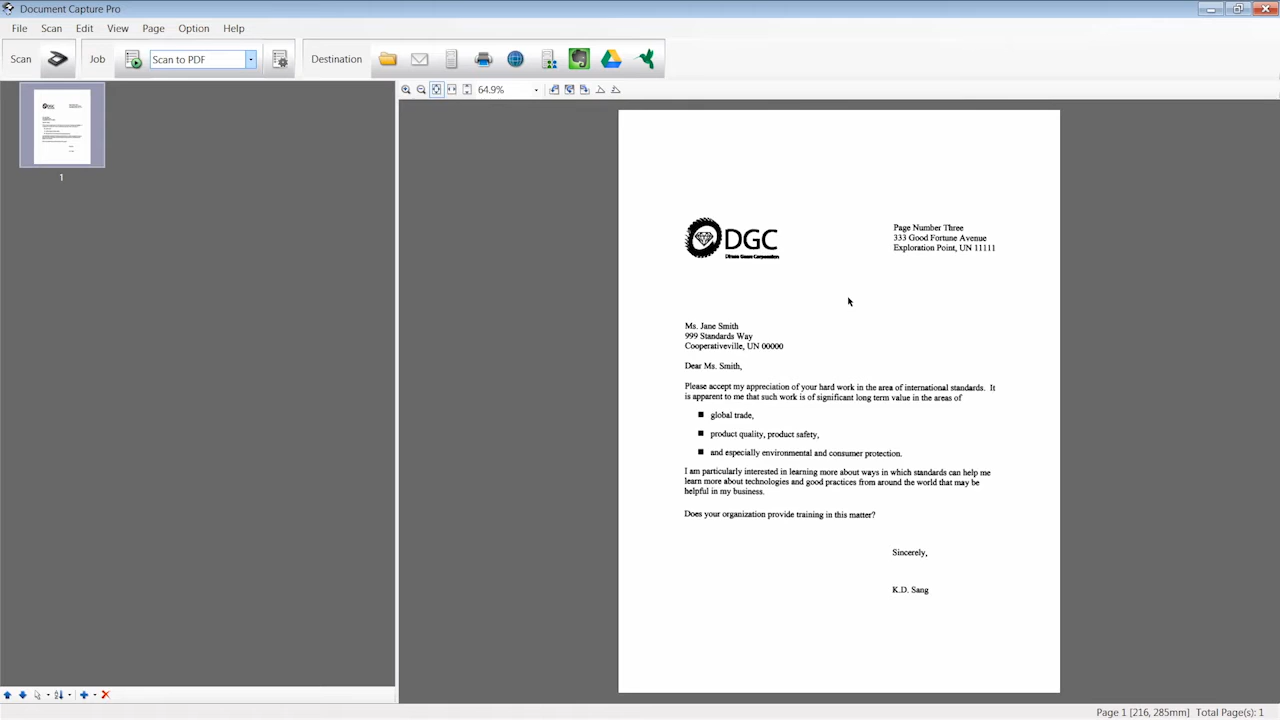 Document Capture Pro
File Scan Edit View Page Option Help
Scan Job Scan to PDF Destination
64.9%
1
DGC
Page Number Three
333 Good Fortune Avenue
Exploration Point, UN 11111
Ms. Jane Smith
999 Standards Way
Cooperativeville, UN 00000
Dear Ms. Smith,
Please accept my appreciation of your hard work in the area of international standards. It
is apparent to me that such work is of significant long term value in the areas of
global trade,
product quality, product safety,
and especially environmental and consumer protection.
I am particularly interested in learning more about ways in which standards can help me
learn more about technologies and good practices from around the world that may be
helpful in my business.
Does your organization provide training in this matter?
Sincerely,
K.D. Sang
Page 1 [216, 285mm] Total Page(s): 1